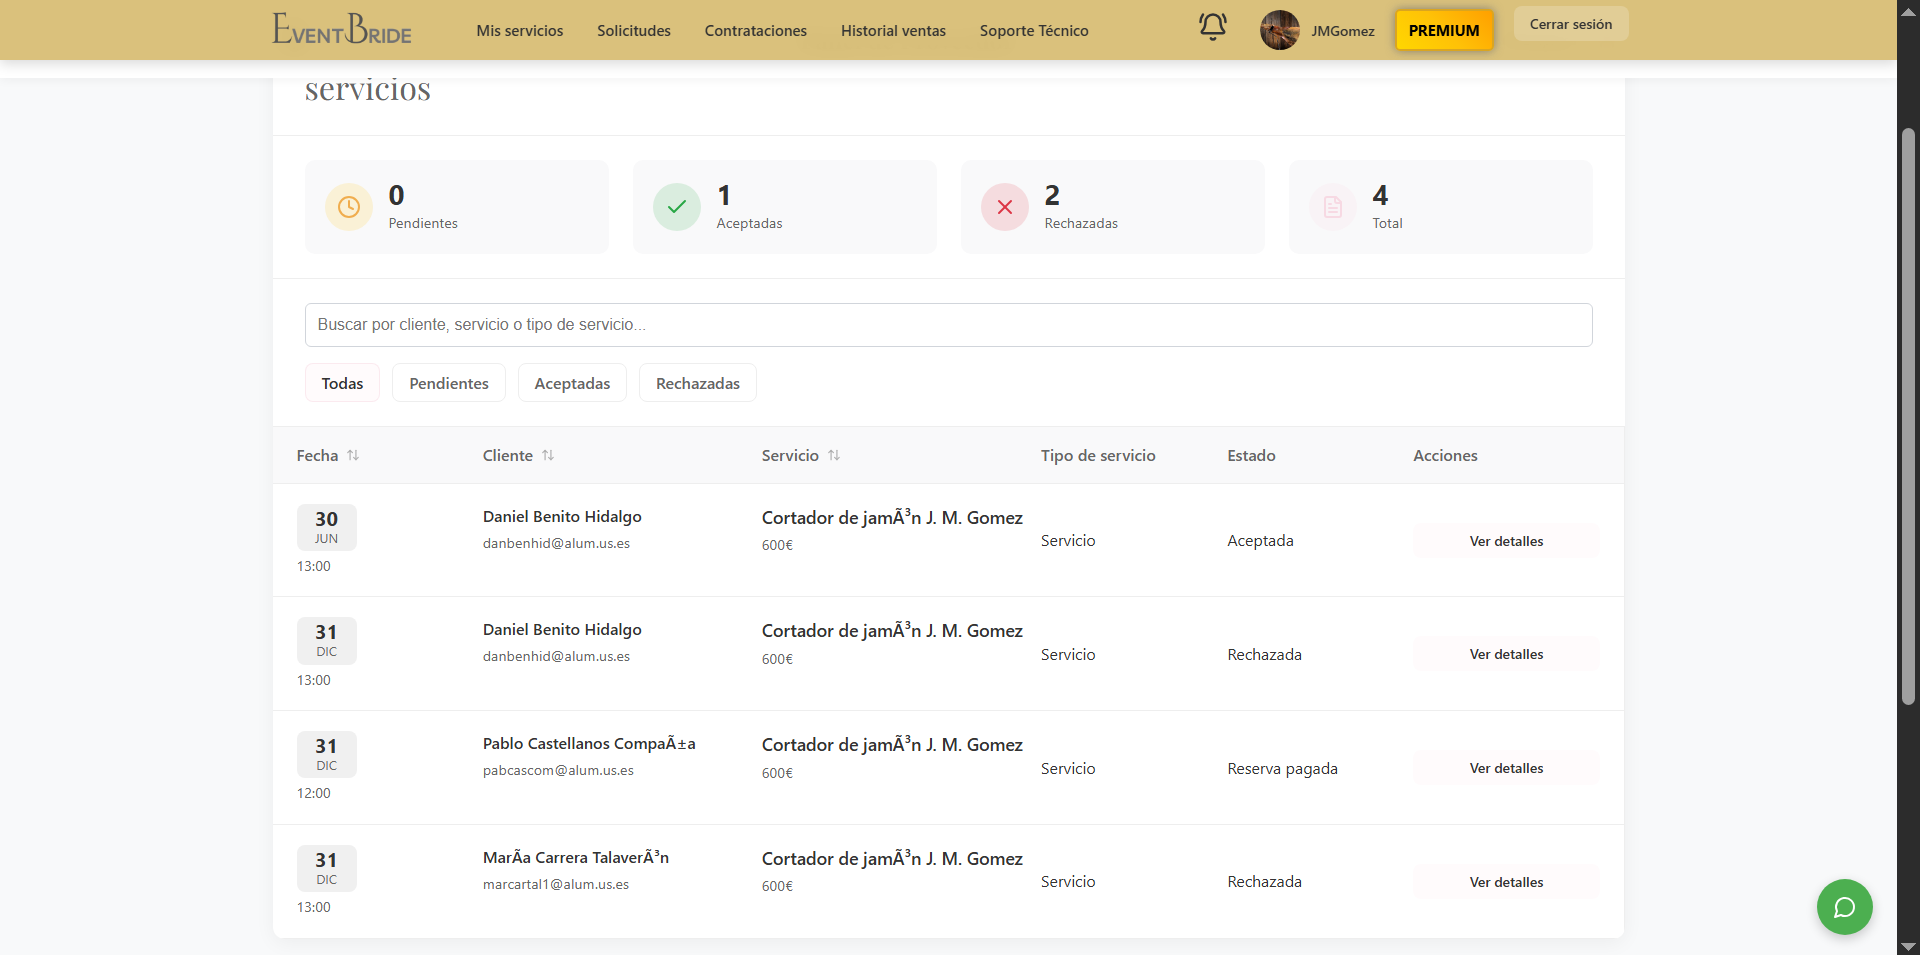 EVENTBRIDE
Mis servicios
Solicitudes
Contrataciones
Historial ventas
Soporte Técnico
JMGomez
PREMIUM
Cerrar sesión
servicios
0
Pendientes
1
Aceptadas
2
Rechazadas
4
Total
Buscar por cliente, servicio o tipo de servicio...
Todas
Pendientes
Aceptadas
Rechazadas
Fecha
Cliente
Servicio
Tipo de servicio
Estado
Acciones
30
JUN
13:00
Daniel Benito Hidalgo
danbenhid@alum.us.es
Cortador de jamÃ³n J. M. Gomez
600€
Servicio
Aceptada
Ver detalles
31
DIC
13:00
Daniel Benito Hidalgo
danbenhid@alum.us.es
Cortador de jamÃ³n J. M. Gomez
600€
Servicio
Rechazada
Ver detalles
31
DIC
12:00
Pablo Castellanos CompaÃ±a
pabcascom@alum.us.es
Cortador de jamÃ³n J. M. Gomez
600€
Servicio
Reserva pagada
Ver detalles
31
DIC
13:00
MarÃ­a Carrera TalaverÃ³n
marcartal1@alum.us.es
Cortador de jamÃ³n J. M. Gomez
600€
Servicio
Rechazada
Ver detalles